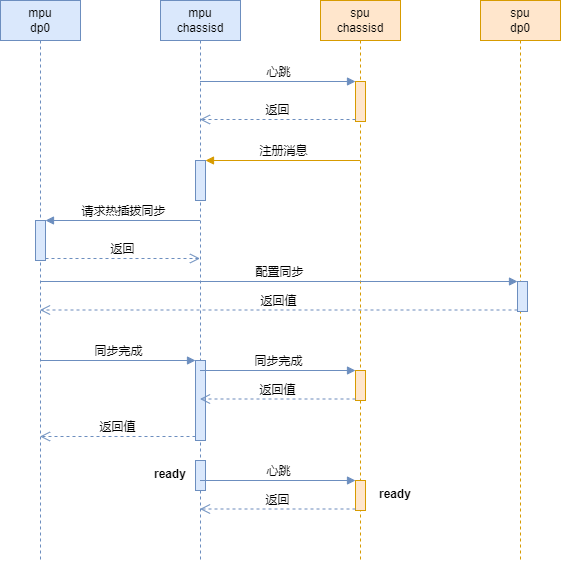 mpu
dp0
mpu
chassisd
spu
chassisd
spu
dp0
心跳
返回
注册消息
请求热插拔同步
返回
配置同步
返回值
同步完成
同步完成
返回值
返回值
ready
心跳
返回
ready